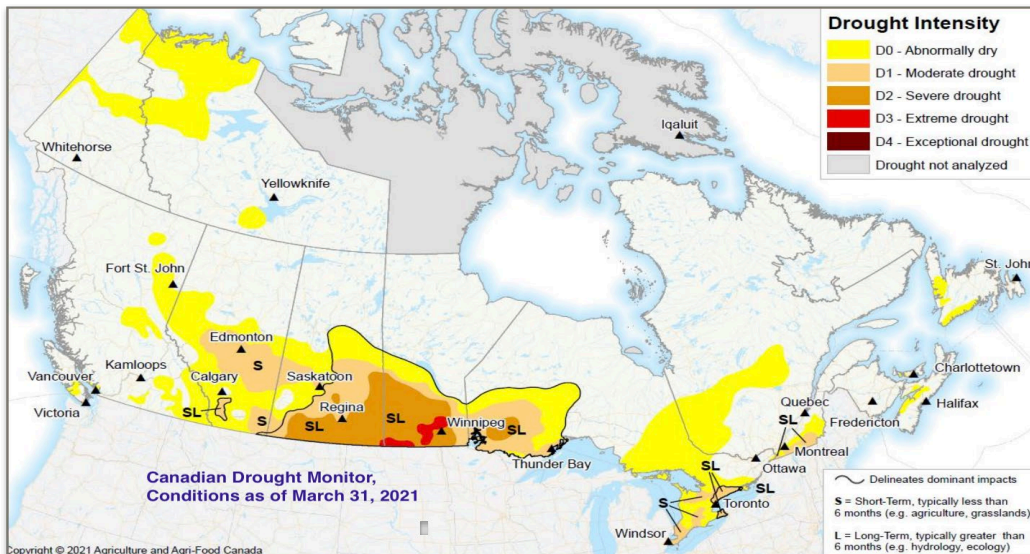 Drought Intensity
D0 - Abnormally dry
D1 - Moderate drought
D2 - Severe drought
D3 - Extreme drought
D4 - Exceptional drought
Drought not analyzed
Iqaluit
Whitehorse
Yellowknife
Fort St. John
St. John
Edmonton
S
Kamloops
Calgary
Saskatoon
Vancouver
Victoria
SL
S
Regina
SL
SL
Winnipeg
SL
Thunder Bay
Charlottetown
Quebec
SL
Fredericton
Halifax
Montreal
Ottawa
SL
SL
S
Toronto
Windsor
Canadian Drought Monitor,
Conditions as of March 31, 2021
Delineates dominant impacts
S = Short-Term, typically less than
6 months (e.g. agriculture, grasslands)
L = Long-Term, typically greater than
6 months (e.g. hydrology, ecology)
Copyright © 2021 Agriculture and Agri-Food Canada